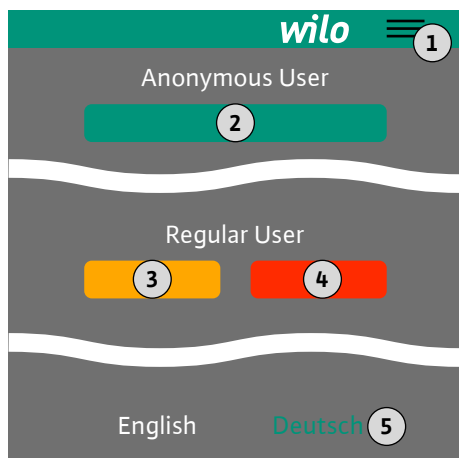 wilo
1
Anonymous User
2
Regular User
3 4
English Deutsch 5